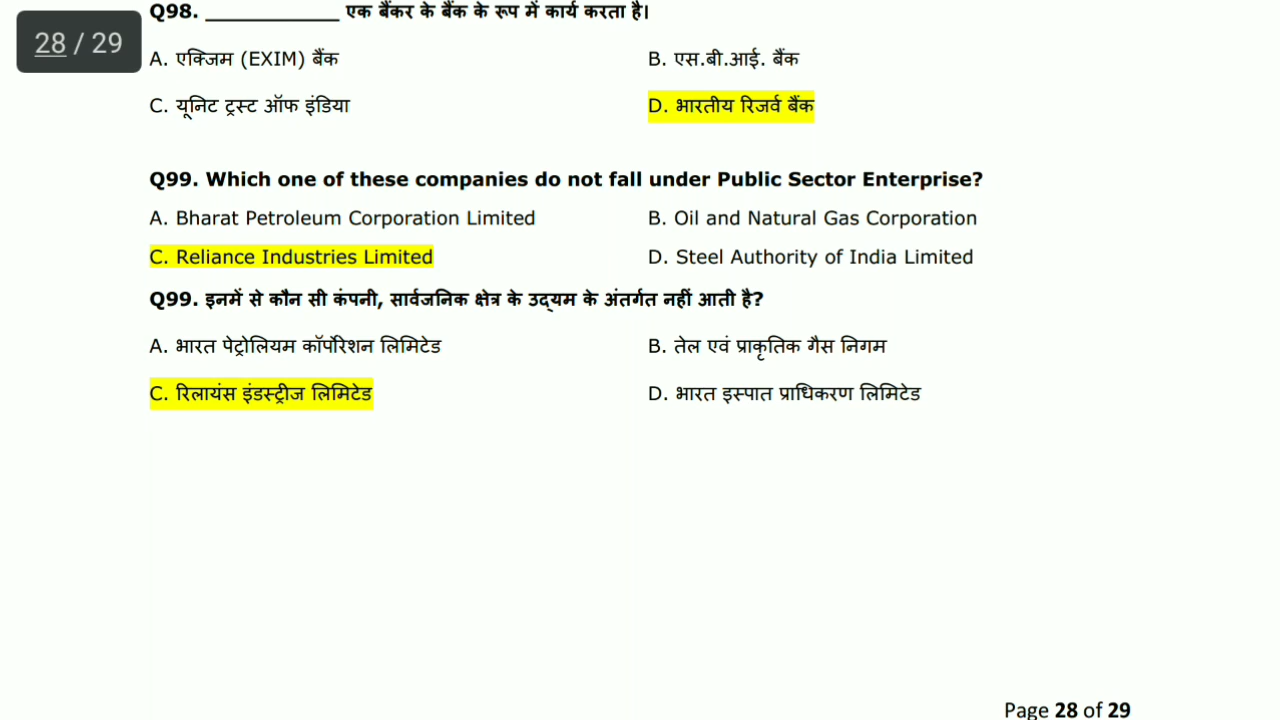 Q98. _____________ एक बैंकर के बैंक के रूप में कार्य करता है।
28 / 29
A. एक्जिम (EXIM) बैंक B. एस.बी.आई. बैंक
C. यूनिट ट्रस्ट ऑफ इंडिया D. भारतीय रिजर्व बैंक
Q99. Which one of these companies do not fall under Public Sector Enterprise?
A. Bharat Petroleum Corporation Limited B. Oil and Natural Gas Corporation
C. Reliance Industries Limited D. Steel Authority of India Limited
Q99. इनमें से कौन सी कंपनी, सार्वजनिक क्षेत्र के उद्यम के अंतर्गत नहीं आती है?
A. भारत पेट्रोलियम कॉर्पोरेशन लिमिटेड B. तेल एवं प्राकृतिक गैस निगम
C. रिलायंस इंडस्ट्रीज लिमिटेड D. भारत इस्पात प्राधिकरण लिमिटेड
Page 28 of 29